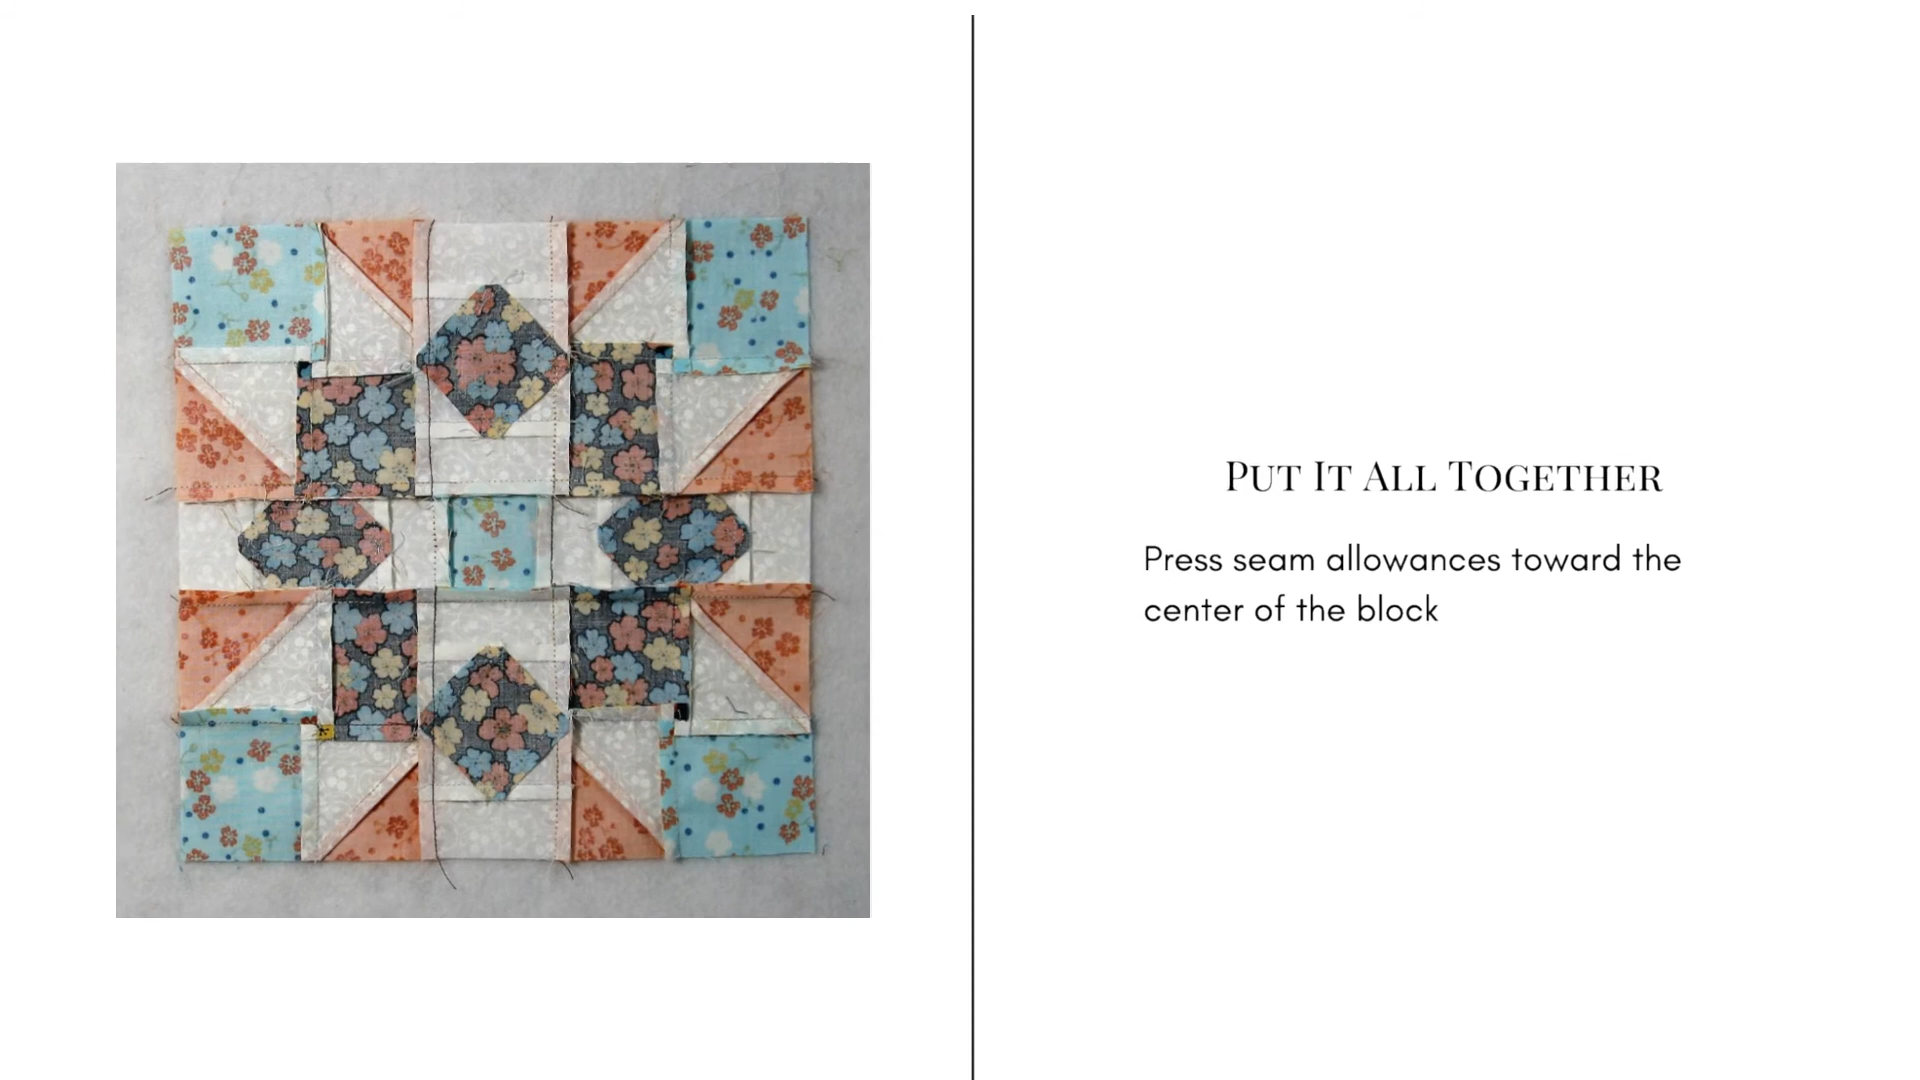 Put It All Together
Press seam allowances toward the
center of the block